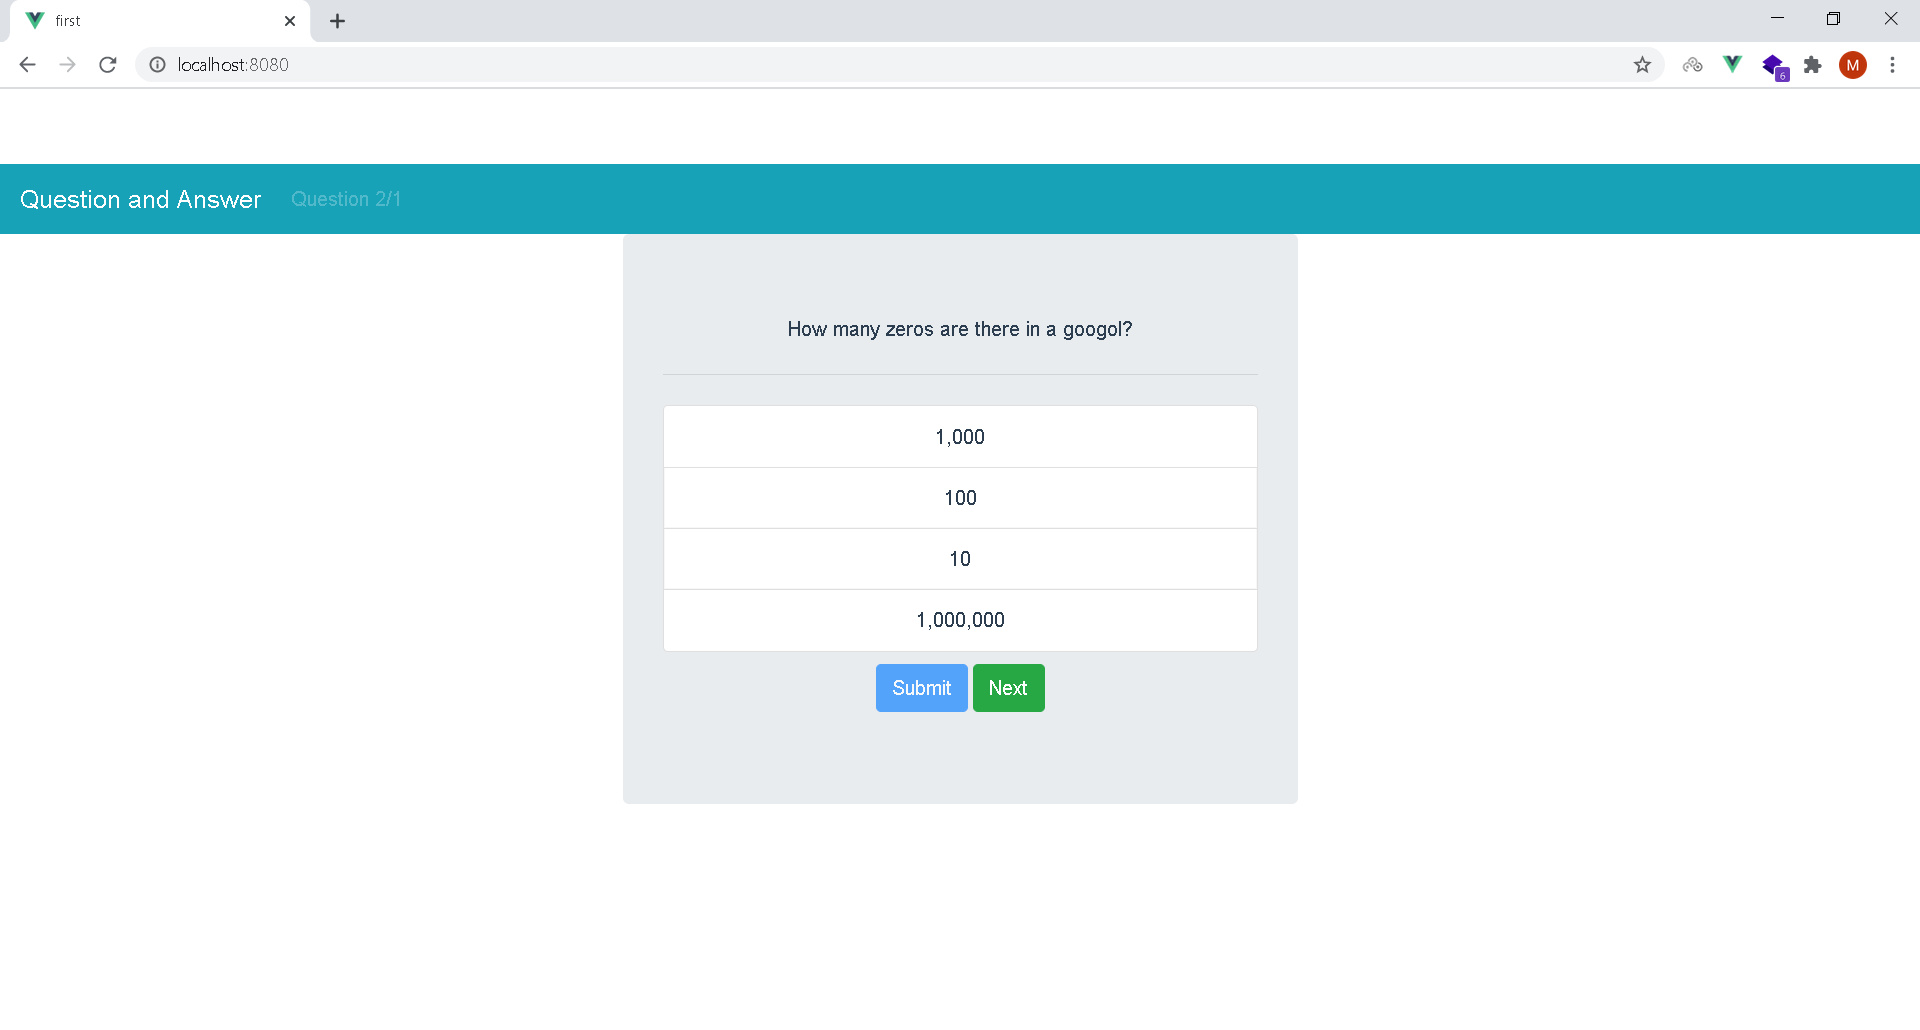 first
localhost:8080
6
M
Question and Answer Question 2/1
How many zeros are there in a googol?
1,000
100
10
1,000,000
Submit Next